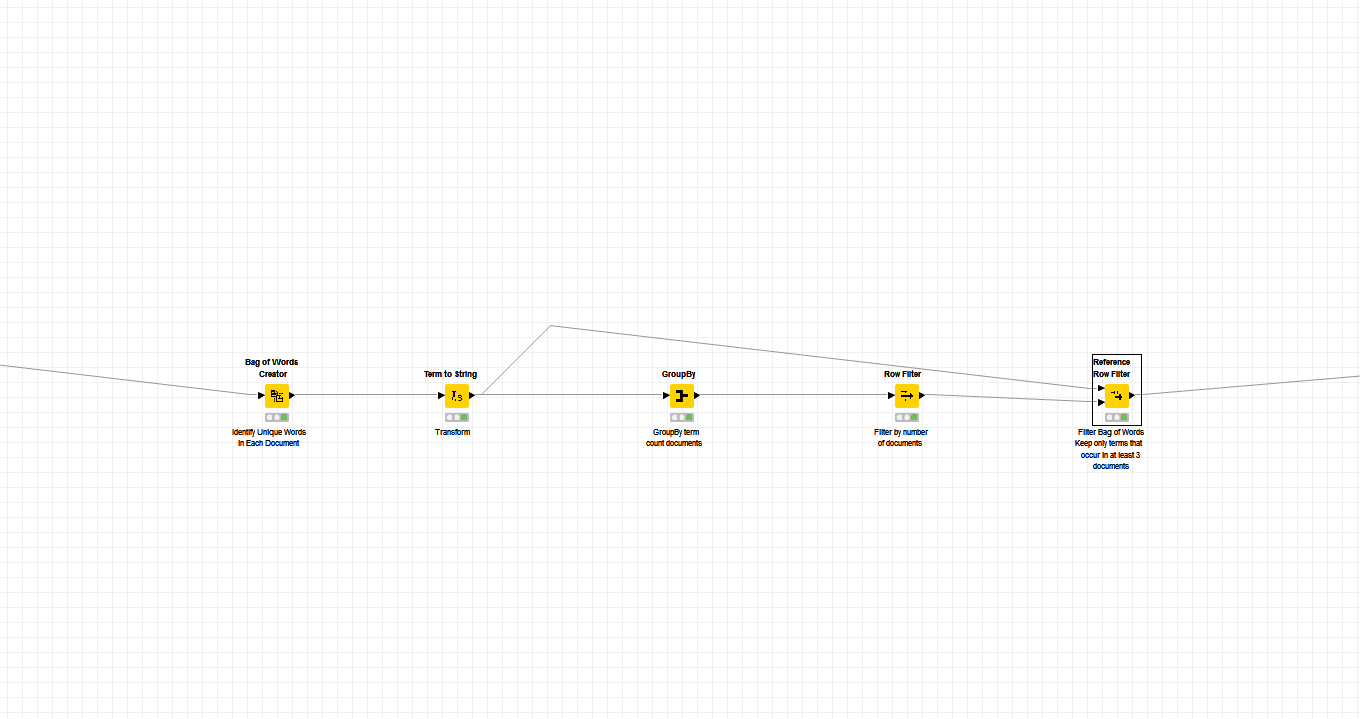 Bag of Words
Creator
Identify Unique Words
In Each Document
Term to String
Transform
GroupBy
GroupBy term
count documents
Row Filter
Filter by number
of documents
Reference
Row Filter
Filter Bag of Words
Keep only terms that
occur in at least 3
documents